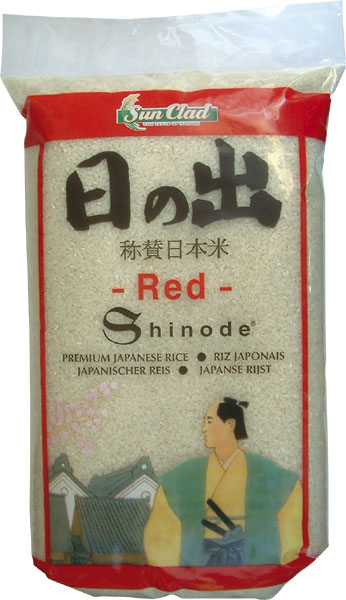 Sun Clad
日の出
称賛日本米
- Red -
Shinode®
PREMIUM JAPANESE RICE ● RIZ JAPONAIS
JAPANISCHER REIS ● JAPANSE RIJST